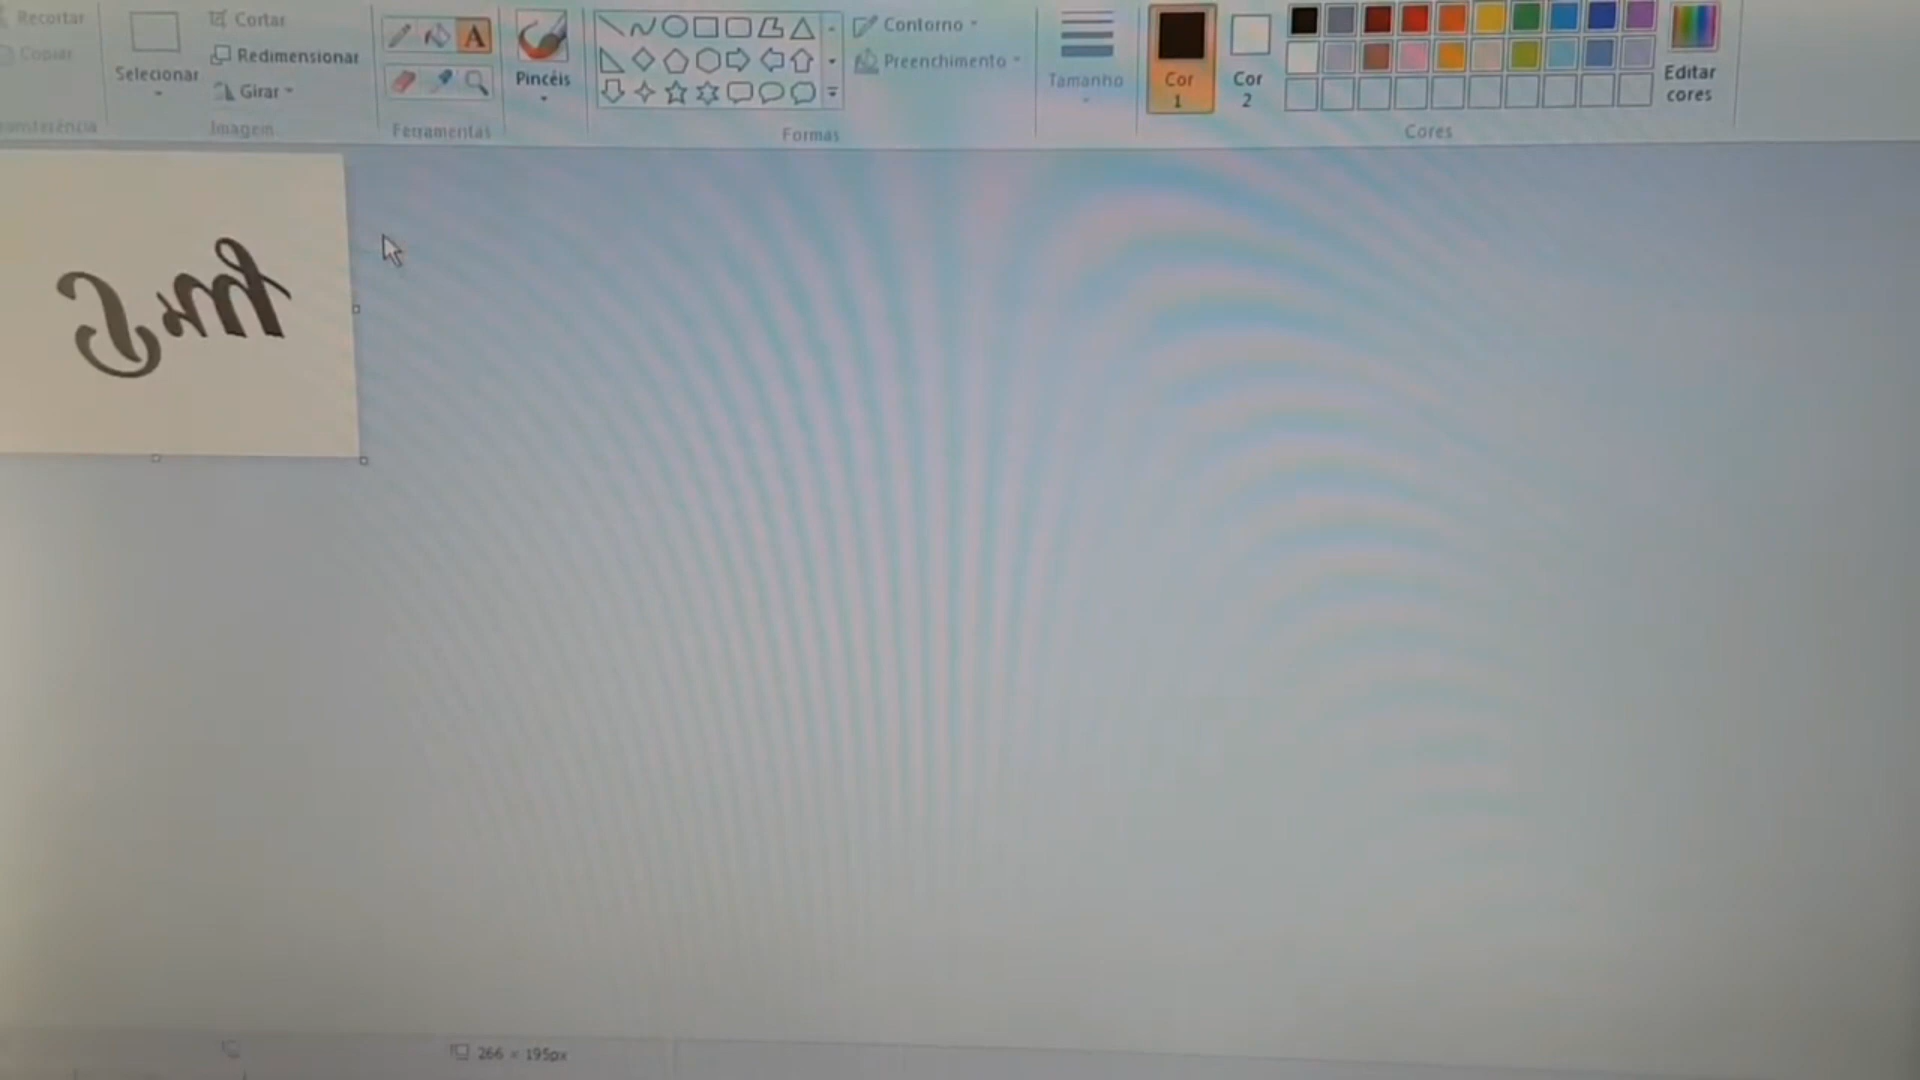 Recortar
Copiar
Selecionar
Cortar
Redimensionar
Girar
Imagem
A
Ferramentas
Pincéis
Formas
Contorno
Preenchimento
Tamanho
Cor
1
Cor
2
Editar
cores
Cores
266 × 195px